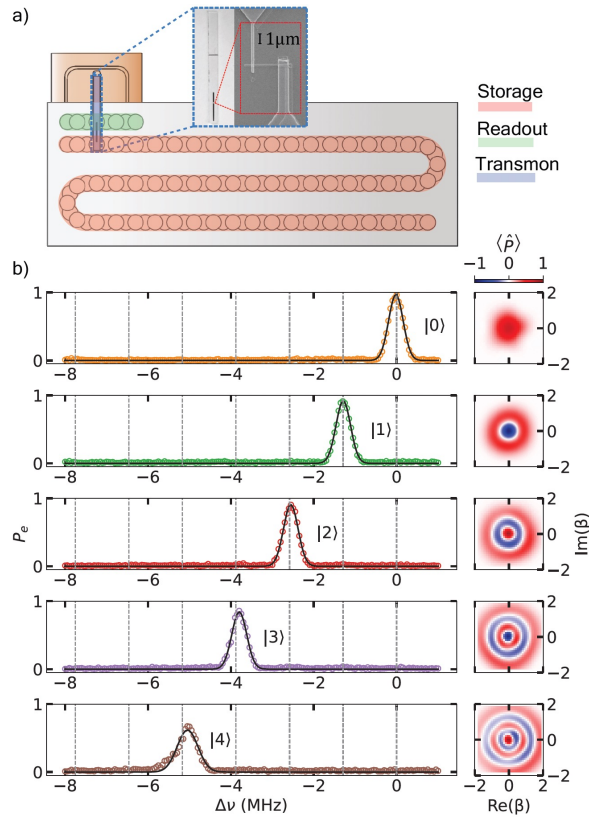 a)
I 1μm
Storage
Readout
Transmon
b)
⟨P̂⟩
−1 0 1
1
0
|0⟩
−8 −6 −4 −2 0
2
0
−2
1
0
|1⟩
−8 −6 −4 −2 0
2
0
−2
1
0
|2⟩
−8 −6 −4 −2 0
2
0
−2
P_e
Im(β)
1
0
|3⟩
−8 −6 −4 −2 0
2
0
−2
1
0
|4⟩
−8 −6 −4 −2 0
2
0
−2
−2 0 2
Δν (MHz)
Re(β)